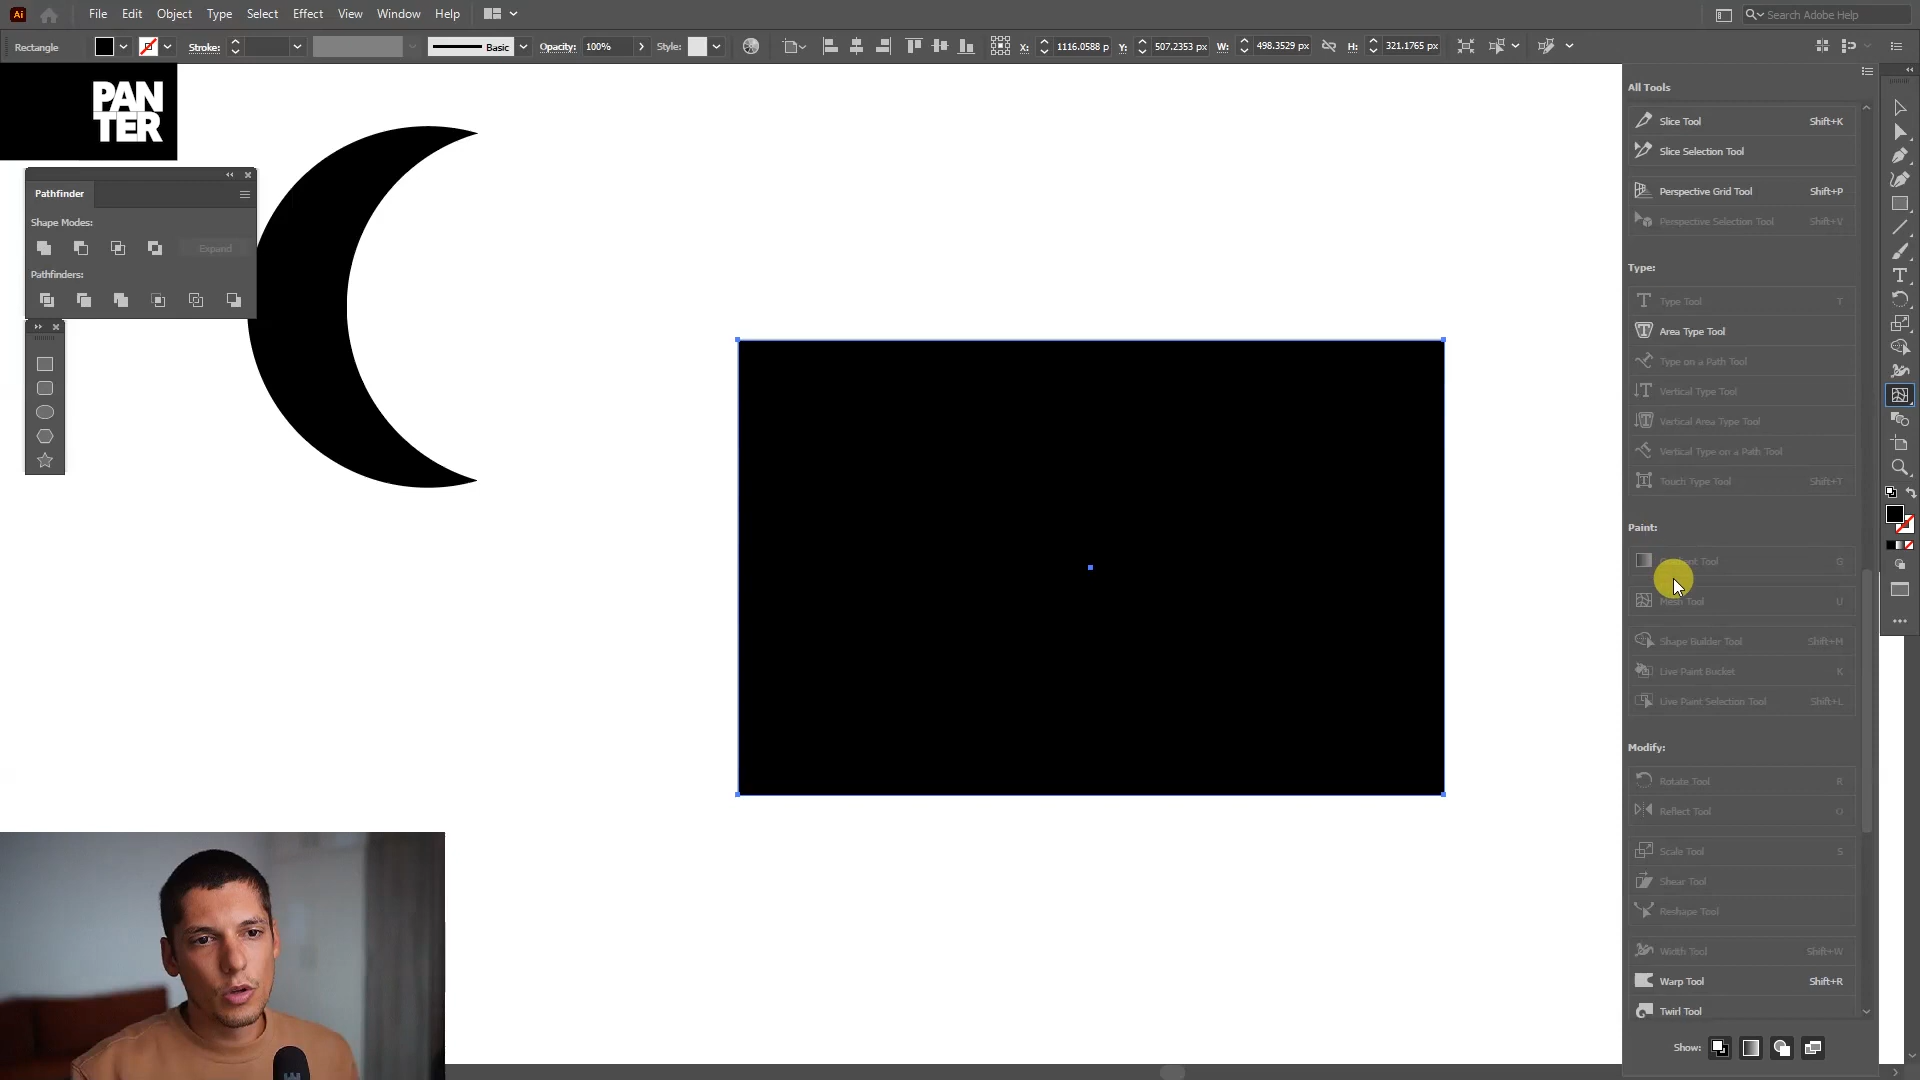 Ai File Edit Object Type Select Effect View Window Help Search Adobe Help
Rectangle Stroke: Basic Opacity: 100% Style: X: 1116.0588 p Y: 507.2353 px W: 498.3529 px H: 321.1765 px
PAN
TER
Pathfinder
Shape Modes:
Expand
Pathfinders:
All Tools
Slice Tool Shift+K
Slice Selection Tool
Perspective Grid Tool Shift+P
Perspective Selection Tool Shift+V
Type:
Type Tool T
Area Type Tool
Type on a Path Tool
Vertical Type Tool
Vertical Area Type Tool
Vertical Type on a Path Tool
Touch Type Tool Shift+T
Paint:
Tool G
Mesh Tool U
Shape Builder Tool Shift+M
Live Paint Bucket K
Live Paint Selection Tool Shift+L
Modify:
Rotate Tool R
Reflect Tool O
Scale Tool S
Shear Tool
Reshape Tool
Width Tool Shift+W
Warp Tool Shift+R
Twirl Tool
Show: